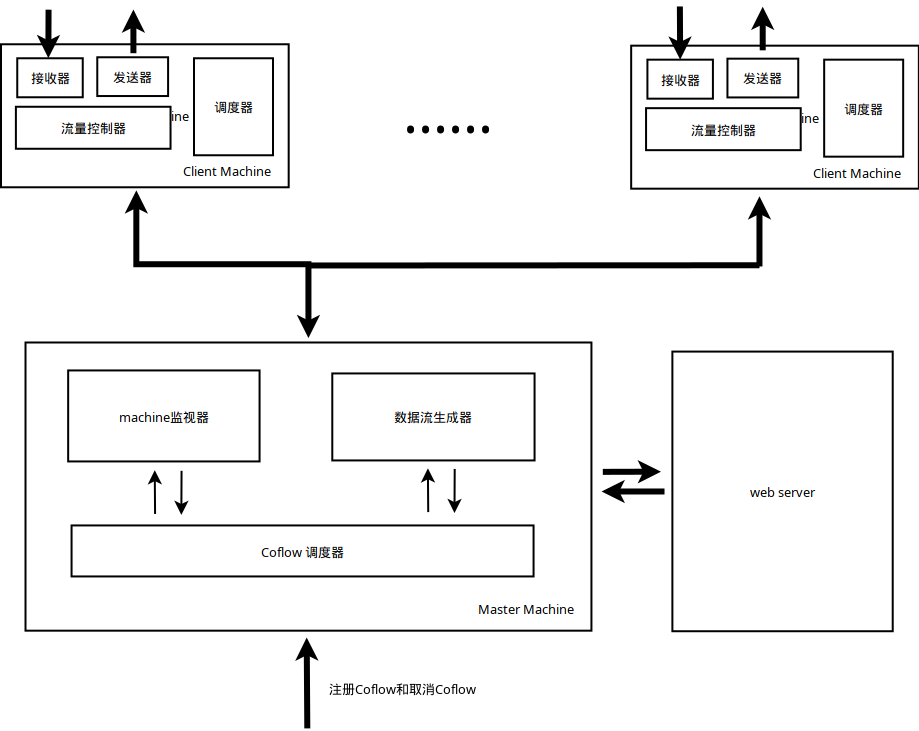 接收器
发送器
调度器
流量控制器
ine
Client Machine
接收器
发送器
调度器
流量控制器
ine
Client Machine
machine监视器
数据流生成器
Coflow 调度器
Master Machine
web server
注册Coflow和取消Coflow